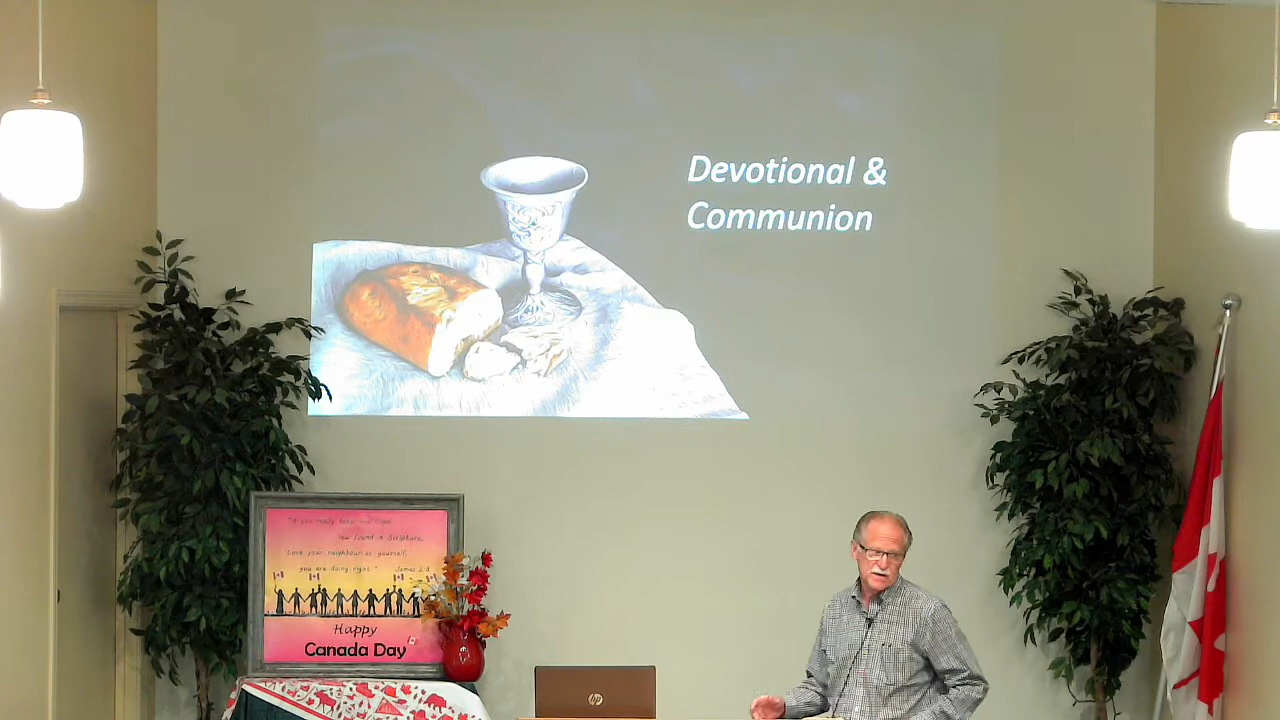 Devotional &
Communion
"If you really keep the royal
law found in Scripture,
"Love your neighbour as yourself,"
you are doing right." James 2:8
Happy
Canada Day
hp